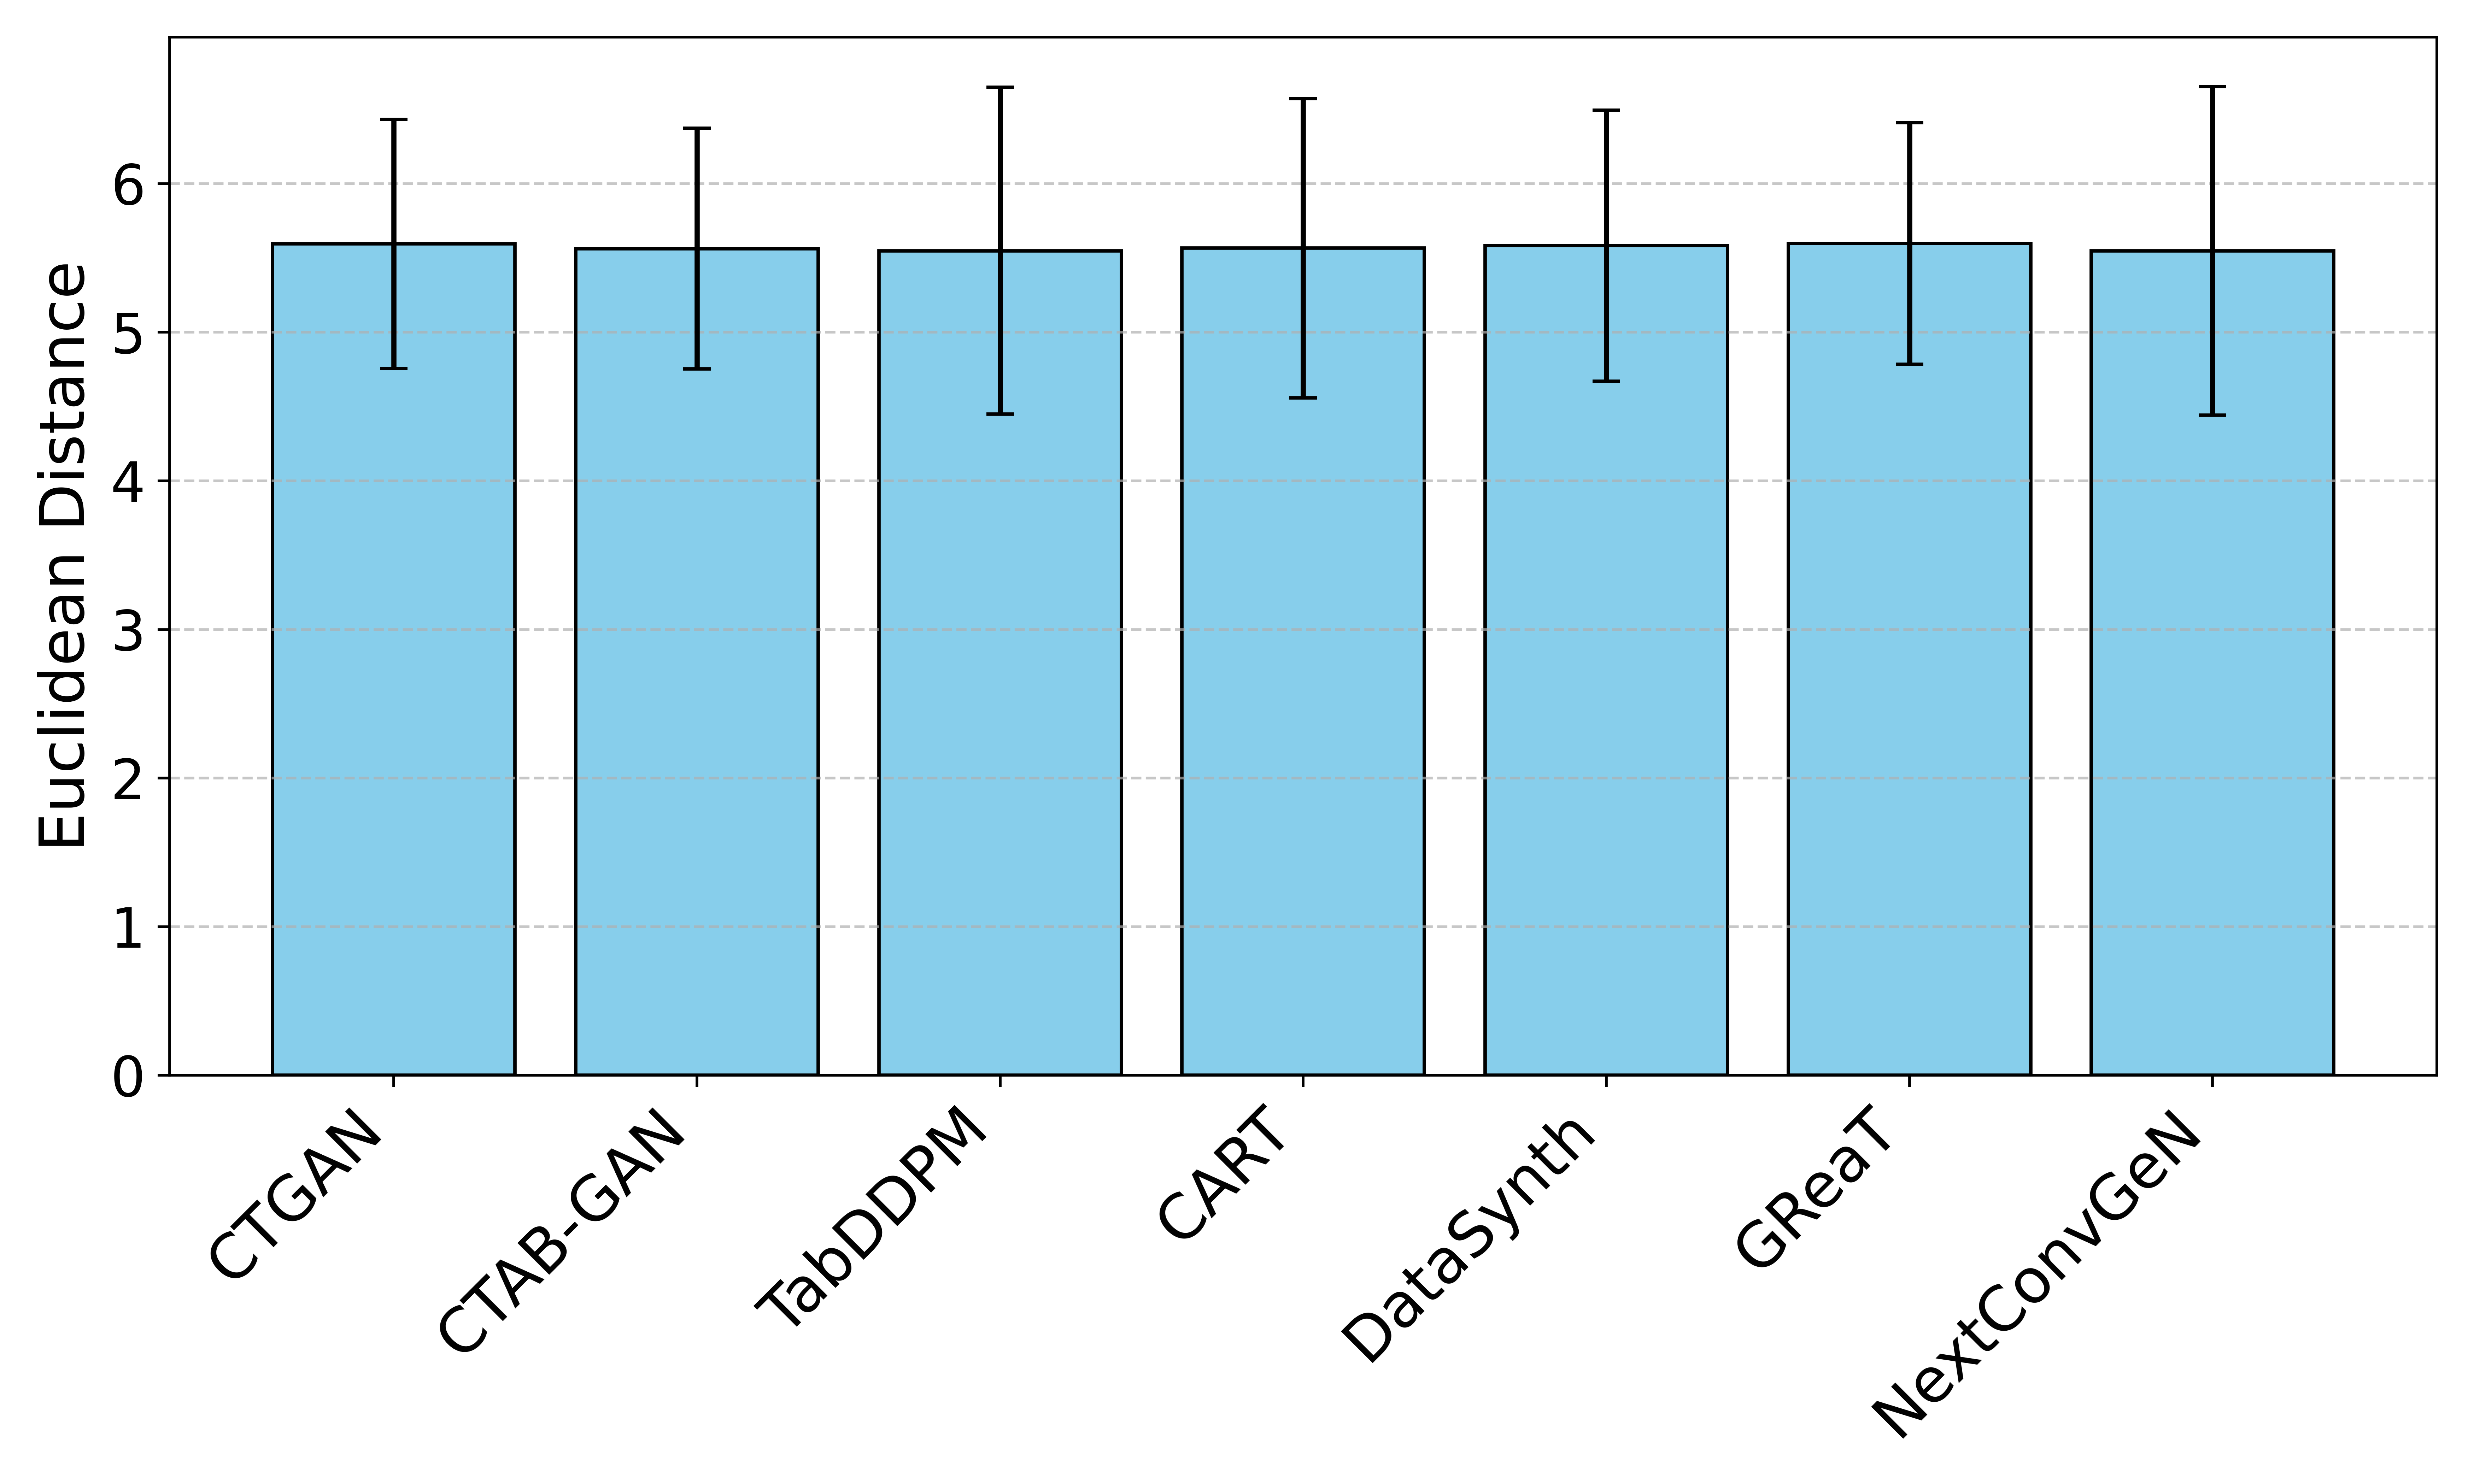 Euclidean Distance
6
5
4
3
2
1
0
CTGAN
CTAB-GAN
TabDDPM
CART
DataSynth
GReaT
NextConvGeN